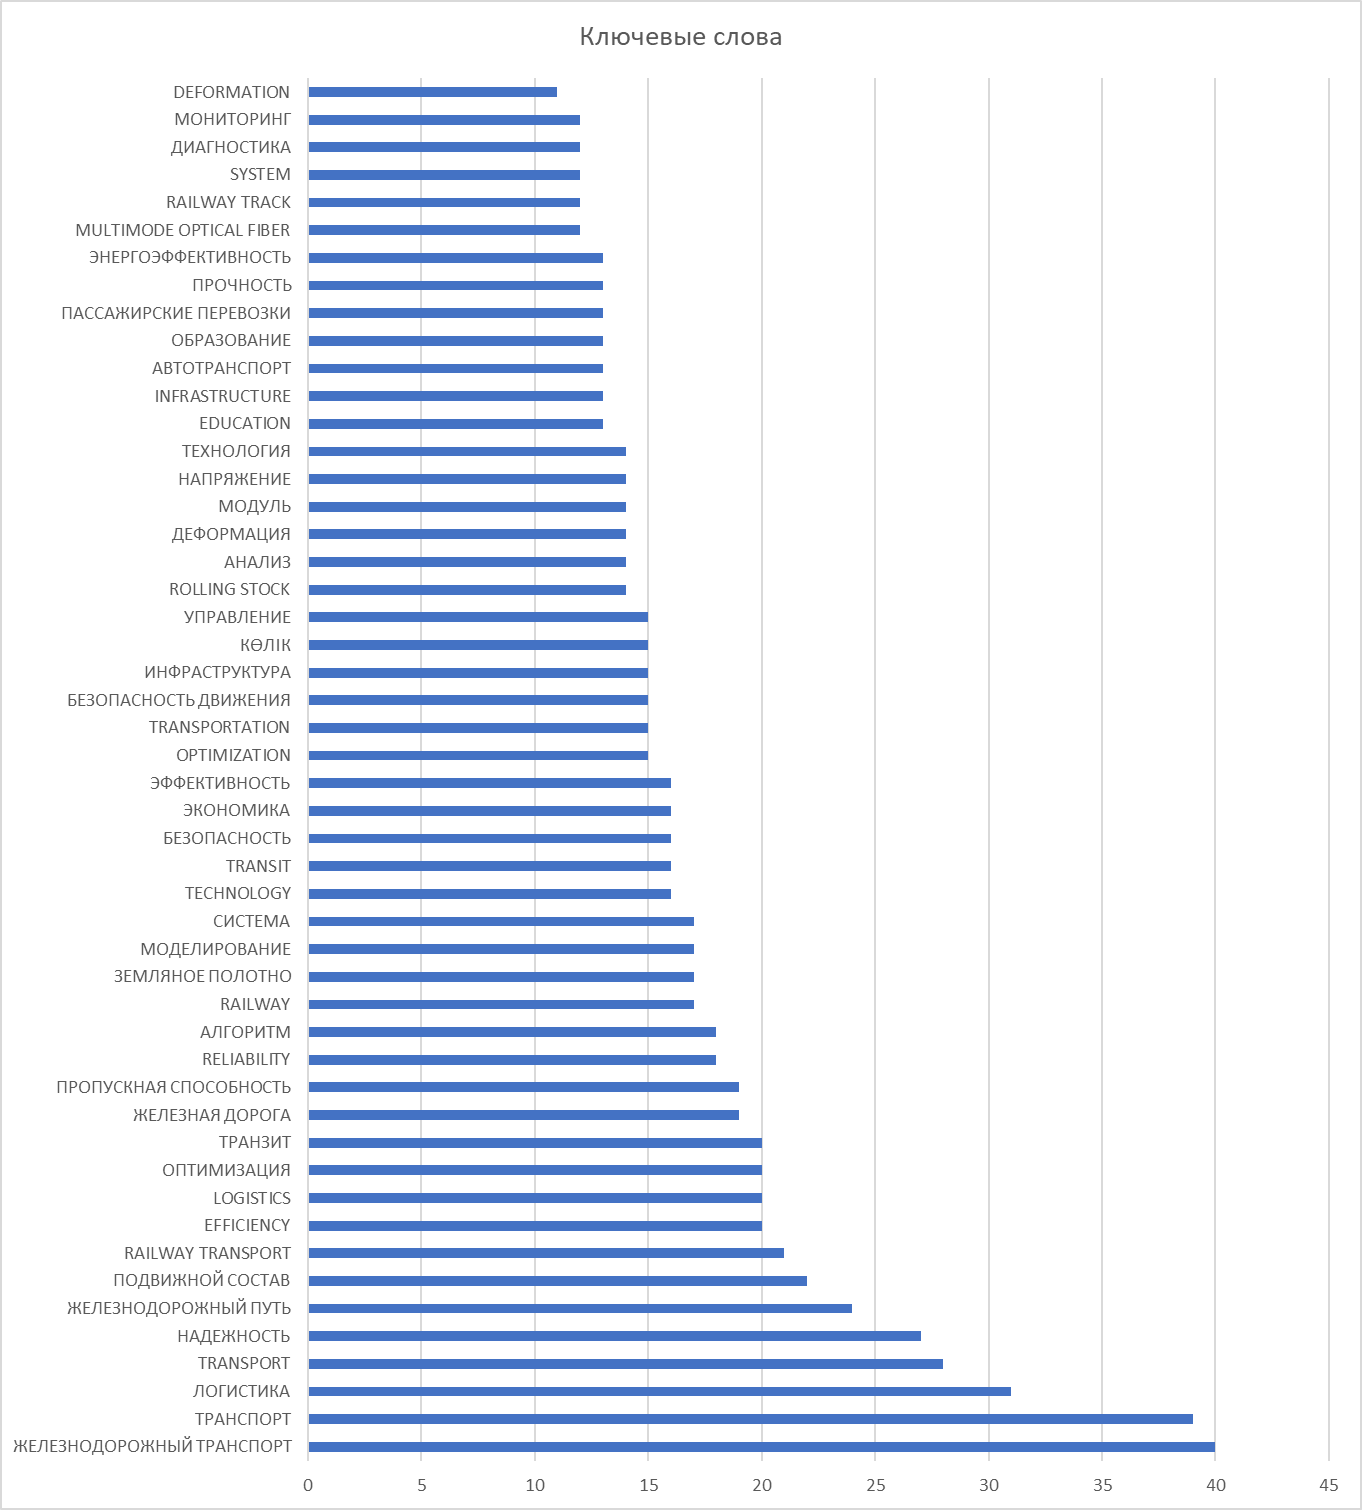 Ключевые слова
DEFORMATION
МОНИТОРИНГ
ДИАГНОСТИКА
SYSTEM
RAILWAY TRACK
MULTIMODE OPTICAL FIBER
ЭНЕРГОЭФФЕКТИВНОСТЬ
ПРОЧНОСТЬ
ПАССАЖИРСКИЕ ПЕРЕВОЗКИ
ОБРАЗОВАНИЕ
АВТОТРАНСПОРТ
INFRASTRUCTURE
EDUCATION
ТЕХНОЛОГИЯ
НАПРЯЖЕНИЕ
МОДУЛЬ
ДЕФОРМАЦИЯ
АНАЛИЗ
ROLLING STOCK
УПРАВЛЕНИЕ
КӨЛІК
ИНФРАСТРУКТУРА
БЕЗОПАСНОСТЬ ДВИЖЕНИЯ
TRANSPORTATION
OPTIMIZATION
ЭФФЕКТИВНОСТЬ
ЭКОНОМИКА
БЕЗОПАСНОСТЬ
TRANSIT
TECHNOLOGY
СИСТЕМА
МОДЕЛИРОВАНИЕ
ЗЕМЛЯНОЕ ПОЛОТНО
RAILWAY
АЛГОРИТМ
RELIABILITY
ПРОПУСКНАЯ СПОСОБНОСТЬ
ЖЕЛЕЗНАЯ ДОРОГА
ТРАНЗИТ
ОПТИМИЗАЦИЯ
LOGISTICS
EFFICIENCY
RAILWAY TRANSPORT
ПОДВИЖНОЙ СОСТАВ
ЖЕЛЕЗНОДОРОЖНЫЙ ПУТЬ
НАДЕЖНОСТЬ
TRANSPORT
ЛОГИСТИКА
ТРАНСПОРТ
ЖЕЛЕЗНОДОРОЖНЫЙ ТРАНСПОРТ
0 5 10 15 20 25 30 35 40 45